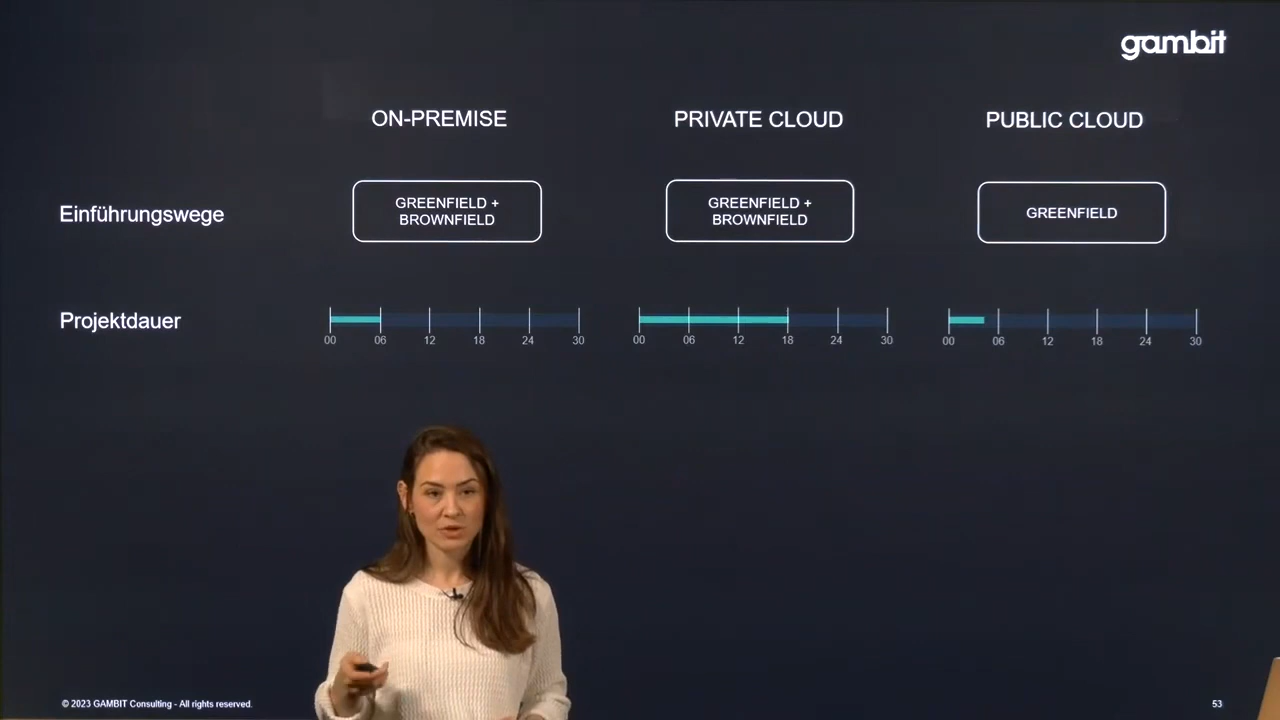 gambit
ON-PREMISE
PRIVATE CLOUD
PUBLIC CLOUD
Einführungswege
GREENFIELD +
BROWNFIELD
GREENFIELD +
BROWNFIELD
GREENFIELD
Projektdauer
00 06 12 18 24 30
00 06 12 18 24 30
00 06 12 18 24 30
© 2023 GAMBIT Consulting - All rights reserved.
53